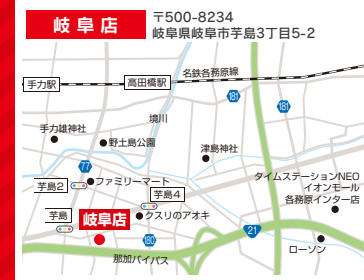 岐阜店
〒500-8234
岐阜県岐阜市芋島3丁目5-2
名鉄各務原線
手力駅
高田橋駅
181
181
境川
手力雄神社
野土島公園
津島神社
77
ファミリーマート
タイムステーションNEO
イオンモール
各務原インター店
芋島2
芋島4
芋島
岐阜店
クスリのアオキ
21
180
ローソン
那加バイパス